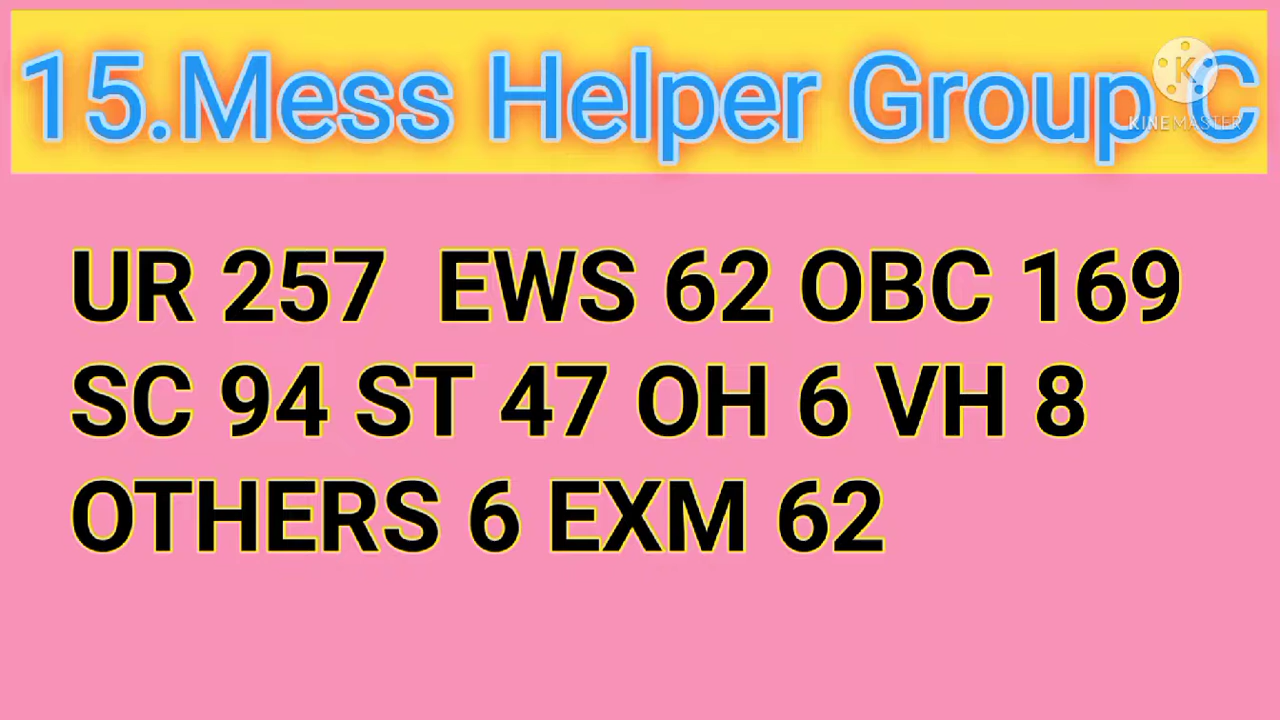 15.Mess Helper Group C
K
KINEMASTER
UR 257 EWS 62 OBC 169
SC 94 ST 47 OH 6 VH 8
OTHERS 6 EXM 62